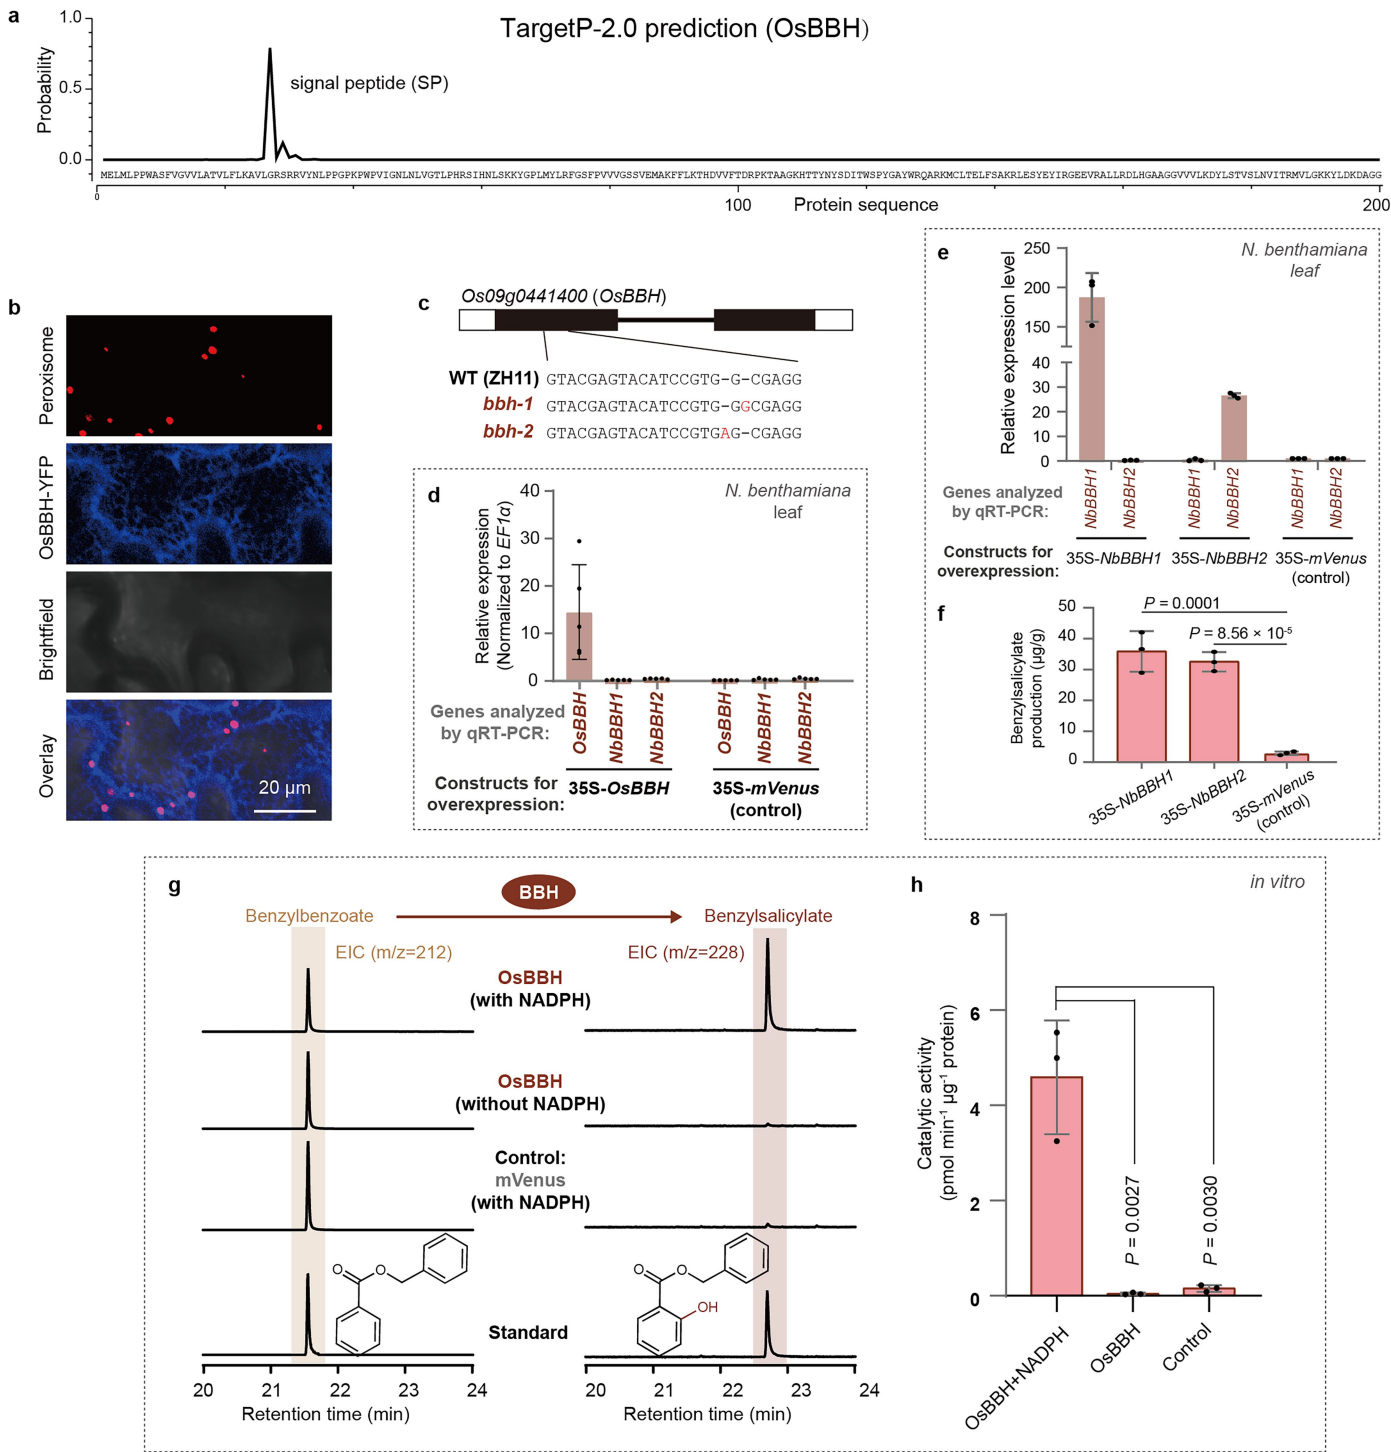 a
TargetP-2.0 prediction (OsBBH)
1.0
0.5
0.0
Probability
signal peptide (SP)
0
100
200
Protein sequence
b
Peroxisome
OsBBH-YFP
Brightfield
Overlay
20 μm
c
Os09g0441400 (OsBBH)
WT (ZH11) GTACGAGTACATCCGTG-G-CGAGG
bbh-1 GTACGAGTACATCCGTG-GGCGAGG
bbh-2 GTACGAGTACATCCGTGAG-CGAGG
d
N. benthamiana
leaf
Relative expression
(Normalized to EF1α)
40
30
20
10
0
Genes analyzed
by qRT-PCR:
OsBBH
NbBBH1
NbBBH2
OsBBH
NbBBH1
NbBBH2
Constructs for
overexpression:
35S-OsBBH
35S-mVenus
(control)
e
N. benthamiana
leaf
Relative expression level
250
200
150
40
30
20
10
0
Genes analyzed
by qRT-PCR:
NbBBH1
NbBBH2
NbBBH1
NbBBH2
NbBBH1
NbBBH2
Constructs for
overexpression:
35S-NbBBH1
35S-NbBBH2
35S-mVenus
(control)
f
Benzylsalicylate
production (μg/g)
50
40
30
20
10
0
P = 0.0001
P = 8.56 × 10⁻⁵
35S-NbBBH1
35S-NbBBH2
35S-mVenus
(control)
g
BBH
Benzylbenzoate
Benzylsalicylate
EIC (m/z=212)
EIC (m/z=228)
OsBBH
(with NADPH)
OsBBH
(without NADPH)
Control:
mVenus
(with NADPH)
Standard
O
O
O
O
OH
20 21 22 23 24
Retention time (min)
20 21 22 23 24
Retention time (min)
h
in vitro
Catalytic activity
(pmol min⁻¹ μg⁻¹ protein)
8
6
4
2
0
P = 0.0027
P = 0.0030
OsBBH+NADPH
OsBBH
Control